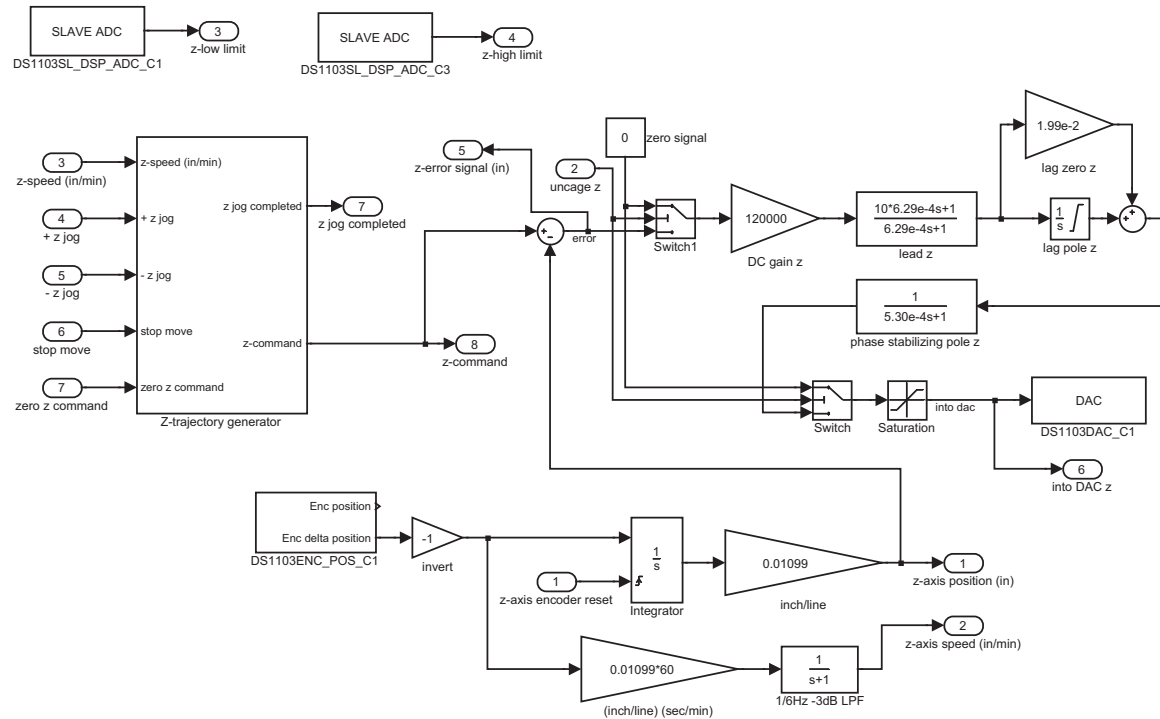 SLAVE ADC
DS1103SL_DSP_ADC_C1
3
z-low limit
SLAVE ADC
DS1103SL_DSP_ADC_C3
4
z-high limit
3
z-speed (in/min)
4
+ z jog
5
- z jog
6
stop move
7
zero z command
z-speed (in/min)
+ z jog
- z jog
stop move
zero z command
z jog completed
z-command
Z-trajectory generator
7
z jog completed
8
z-command
5
z-error signal (in)
0
zero signal
2
uncage z
+
-
error
Switch1
120000
DC gain z
10*6.29e-4s+1
6.29e-4s+1
lead z
1.99e-2
lag zero z
1
s
lag pole z
+
+
1
5.30e-4s+1
phase stabilizing pole z
Switch
Saturation
into dac
DAC
DS1103DAC_C1
6
into DAC z
Enc position
Enc delta position
DS1103ENC_POS_C1
-1
invert
1
z-axis encoder reset
1
s
Integrator
0.01099
inch/line
1
z-axis position (in)
0.01099*60
(inch/line) (sec/min)
1
s+1
1/6Hz -3dB LPF
2
z-axis speed (in/min)